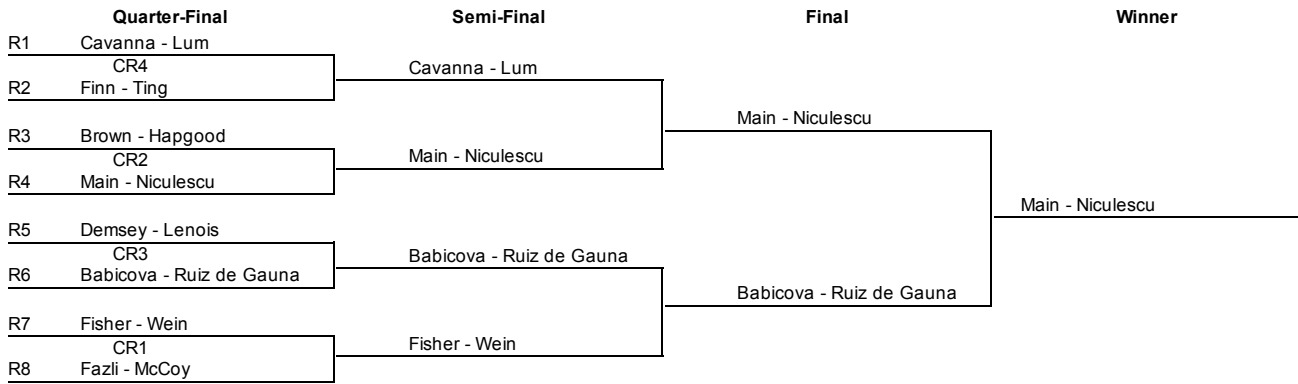 Quarter-Final Semi-Final Final Winner
R1 Cavanna - Lum
CR4 Cavanna - Lum
R2 Finn - Ting
Main - Niculescu
R3 Brown - Hapgood
CR2 Main - Niculescu
R4 Main - Niculescu
Main - Niculescu
R5 Demsey - Lenois
CR3 Babicova - Ruiz de Gauna
R6 Babicova - Ruiz de Gauna
Babicova - Ruiz de Gauna
R7 Fisher - Wein
CR1 Fisher - Wein
R8 Fazli - McCoy